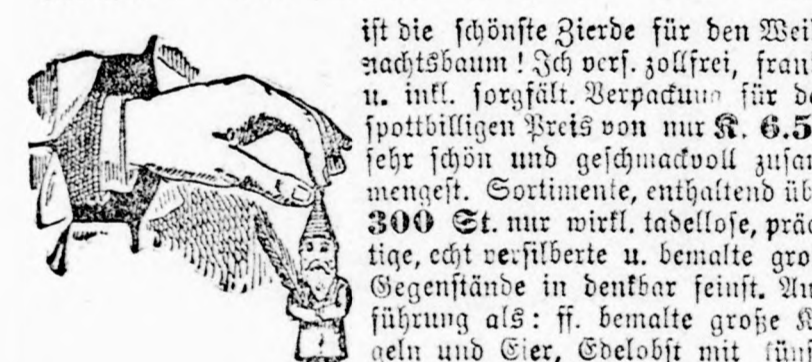 ist die schönste Zierde für den Wei
nachtsbaum! Ich vers. zollfrei, fran
u. inkl. sorgfält. Verpackung für d
spottbilligen Preis von nur K. 6.5
sehr schön und geschmackvoll zusam
mengest. Sortimente, enthaltend üb
300 St. nur wirkl. tadellose, präc
tige, echt versilberte u. bemalte gro
Gegenstände in denkbar feinst. Au
führung als: ff. bemalte große K
geln und Eier, Edelobst mit